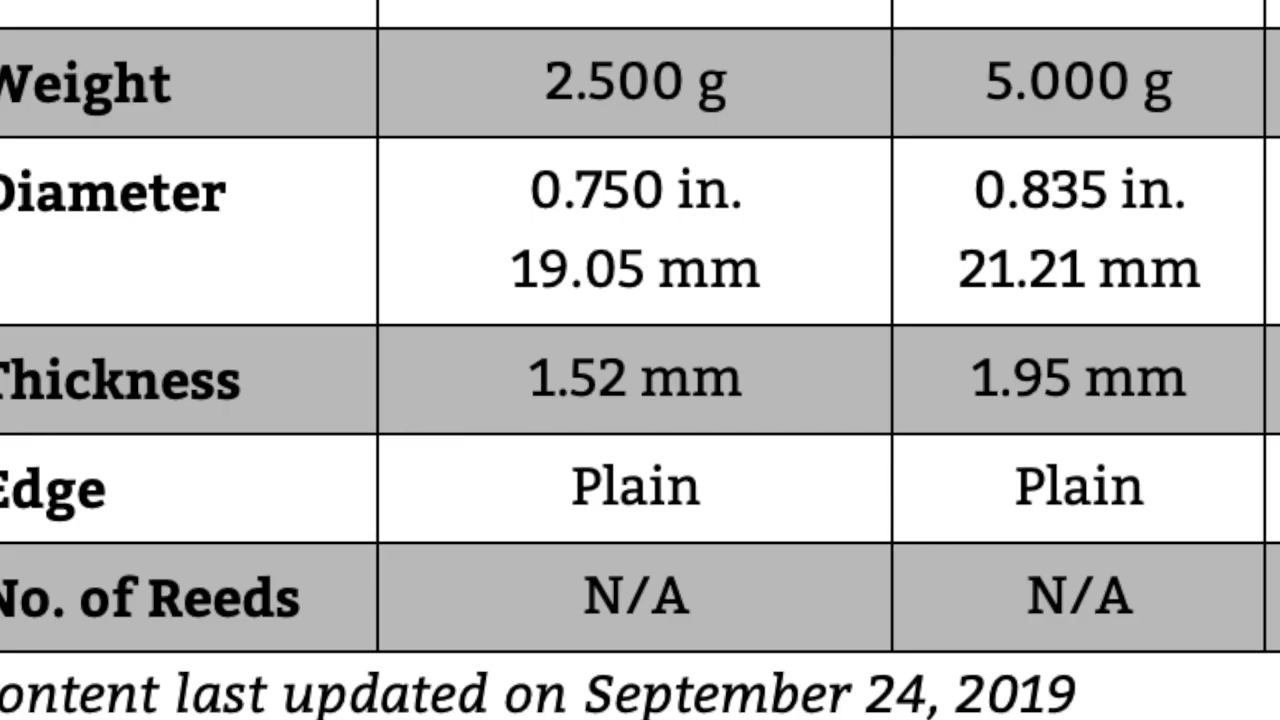 Weight 2.500 g 5.000 g
Diameter 0.750 in. 0.835 in.
19.05 mm 21.21 mm
Thickness 1.52 mm 1.95 mm
Edge Plain Plain
No. of Reeds N/A N/A
ontent last updated on September 24, 2019